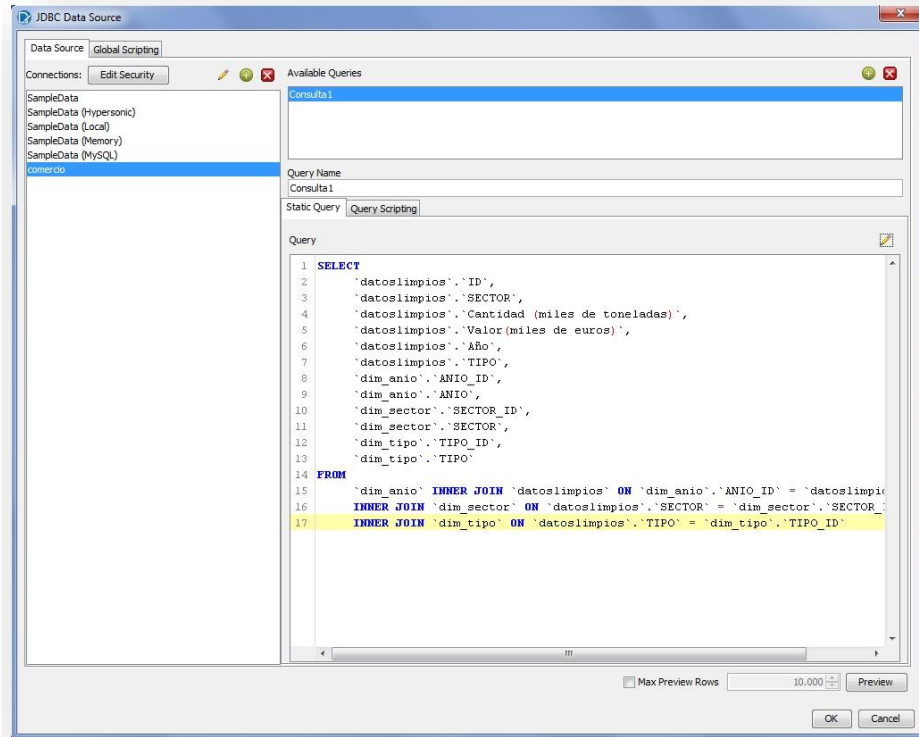 JDBC Data Source
Data Source Global Scripting
Connections: Edit Security
SampleData
SampleData (Hypersonic)
SampleData (Local)
SampleData (Memory)
SampleData (MySQL)
comercio
Available Queries
Consulta1
Query Name
Consulta1
Static Query Query Scripting
Query
1 SELECT
2 `datoslimpios`.`ID`,
3 `datoslimpios`.`SECTOR`,
4 `datoslimpios`.`Cantidad (miles de toneladas)`,
5 `datoslimpios`.`Valor(miles de euros)`,
6 `datoslimpios`.`Año`,
7 `datoslimpios`.`TIPO`,
8 `dim_anio`.`ANIO_ID`,
9 `dim_anio`.`ANIO`,
10 `dim_sector`.`SECTOR_ID`,
11 `dim_sector`.`SECTOR`,
12 `dim_tipo`.`TIPO_ID`,
13 `dim_tipo`.`TIPO`
14 FROM
15 `dim_anio` INNER JOIN `datoslimpios` ON `dim_anio`.`ANIO_ID` = `datoslimpi
16 INNER JOIN `dim_sector` ON `datoslimpios`.`SECTOR` = `dim_sector`.`SECTOR_
17 INNER JOIN `dim_tipo` ON `datoslimpios`.`TIPO` = `dim_tipo`.`TIPO_ID`
Max Preview Rows 10.000 Preview
OK Cancel